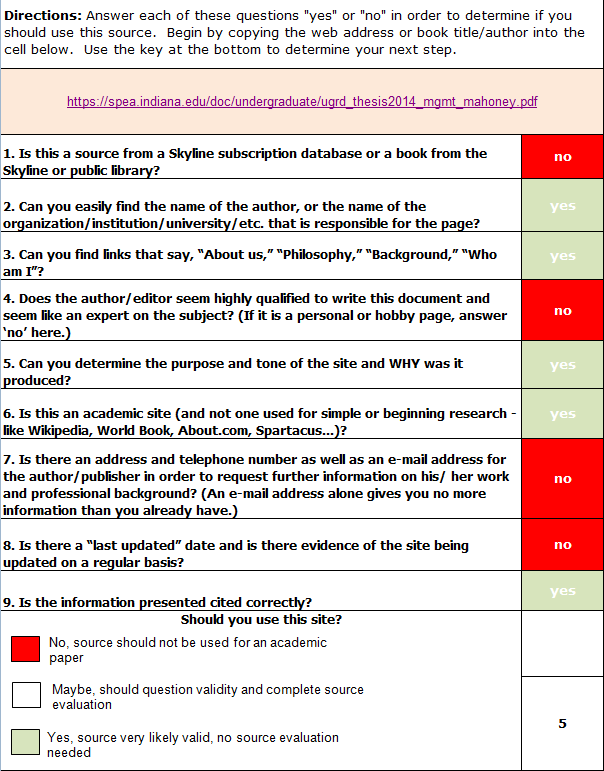 Directions: Answer each of these questions "yes" or "no" in order to determine if you
should use this source.  Begin by copying the web address or book title/author into the
cell below.  Use the key at the bottom to determine your next step.
https://spea.indiana.edu/doc/undergraduate/ugrd_thesis2014_mgmt_mahoney.pdf
1. Is this a source from a Skyline subscription database or a book from the
Skyline or public library?
no
2. Can you easily find the name of the author, or the name of the
organization/institution/university/etc. that is responsible for the page?
yes
3. Can you find links that say, “About us,” “Philosophy,” “Background,” “Who
am I”?
yes
4. Does the author/editor seem highly qualified to write this document and
seem like an expert on the subject? (If it is a personal or hobby page, answer
‘no’ here.)
no
5. Can you determine the purpose and tone of the site and WHY was it
produced?
yes
6. Is this an academic site (and not one used for simple or beginning research -
like Wikipedia, World Book, About.com, Spartacus...)?
yes
7. Is there an address and telephone number as well as an e-mail address for
the author/publisher in order to request further information on his/ her work
and professional background? (An e-mail address alone gives you no more
information than you already have.)
no
8. Is there a “last updated” date and is there evidence of the site being
updated on a regular basis?
no
9. Is the information presented cited correctly?
yes
Should you use this site?
No, source should not be used for an academic
paper
Maybe, should question validity and complete source
evaluation
Yes, source very likely valid, no source evaluation
needed
5